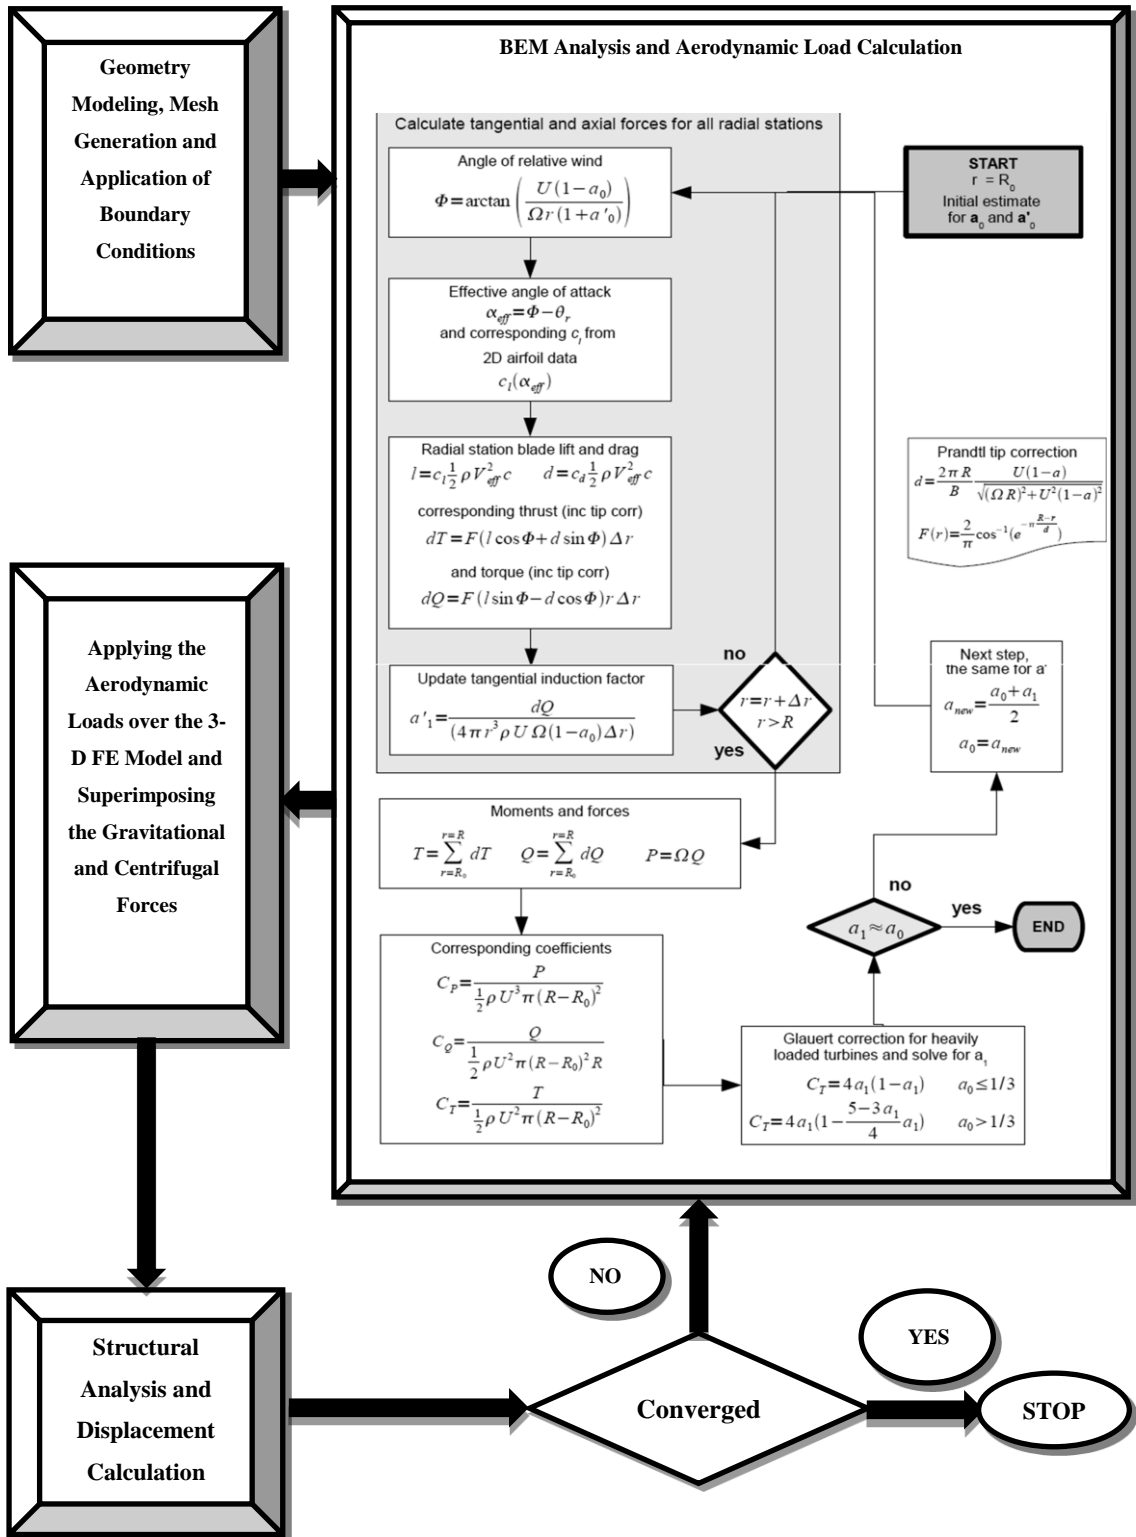 Geometry
Modeling, Mesh
Generation and
Application of
Boundary
Conditions
BEM Analysis and Aerodynamic Load Calculation
Calculate tangential and axial forces for all radial stations
Angle of relative wind
Φ=arctan(U(1−a₀)/(Ωr(1+a'₀)))
START
r = R₀
Initial estimate
for a₀ and a'₀
Effective angle of attack
α_eff=Φ−θ_r
and corresponding c_l from
2D airfoil data
c_l(α_eff)
Radial station blade lift and drag
l=c_l ½ ρ V²_eff c d=c_d ½ ρ V²_eff c
corresponding thrust (inc tip corr)
dT=F(l cosΦ+d sinΦ)Δr
and torque (inc tip corr)
dQ=F(l sinΦ−d cosΦ)r Δr
Prandtl tip correction
d=(2πR/B) U(1−a)/√((ΩR)²+U²(1−a)²)
F(r)=(2/π)cos⁻¹(e^(−π(R−r)/d))
Update tangential induction factor
a'₁=dQ/(4πr³ρUΩ(1−a₀)Δr)
no
r=r+Δr
r>R
yes
Next step,
the same for a'
a_new=(a₀+a₁)/2
a₀=a_new
Moments and forces
T=∑_{r=R₀}^{r=R} dT Q=∑_{r=R₀}^{r=R} dQ P=ΩQ
no
yes
a₁≈a₀
END
Corresponding coefficients
C_P=P/(½ρU³π(R−R₀)²)
C_Q=Q/(½ρU²π(R−R₀)²R)
C_T=T/(½ρU²π(R−R₀)²)
Glauert correction for heavily
loaded turbines and solve for a₁
C_T=4a₁(1−a₁) a₀≤1/3
C_T=4a₁(1−((5−3a₁)/4)a₁) a₀>1/3
Applying the
Aerodynamic
Loads over the 3-
D FE Model and
Superimposing
the Gravitational
and Centrifugal
Forces
Structural
Analysis and
Displacement
Calculation
NO
Converged
YES
STOP